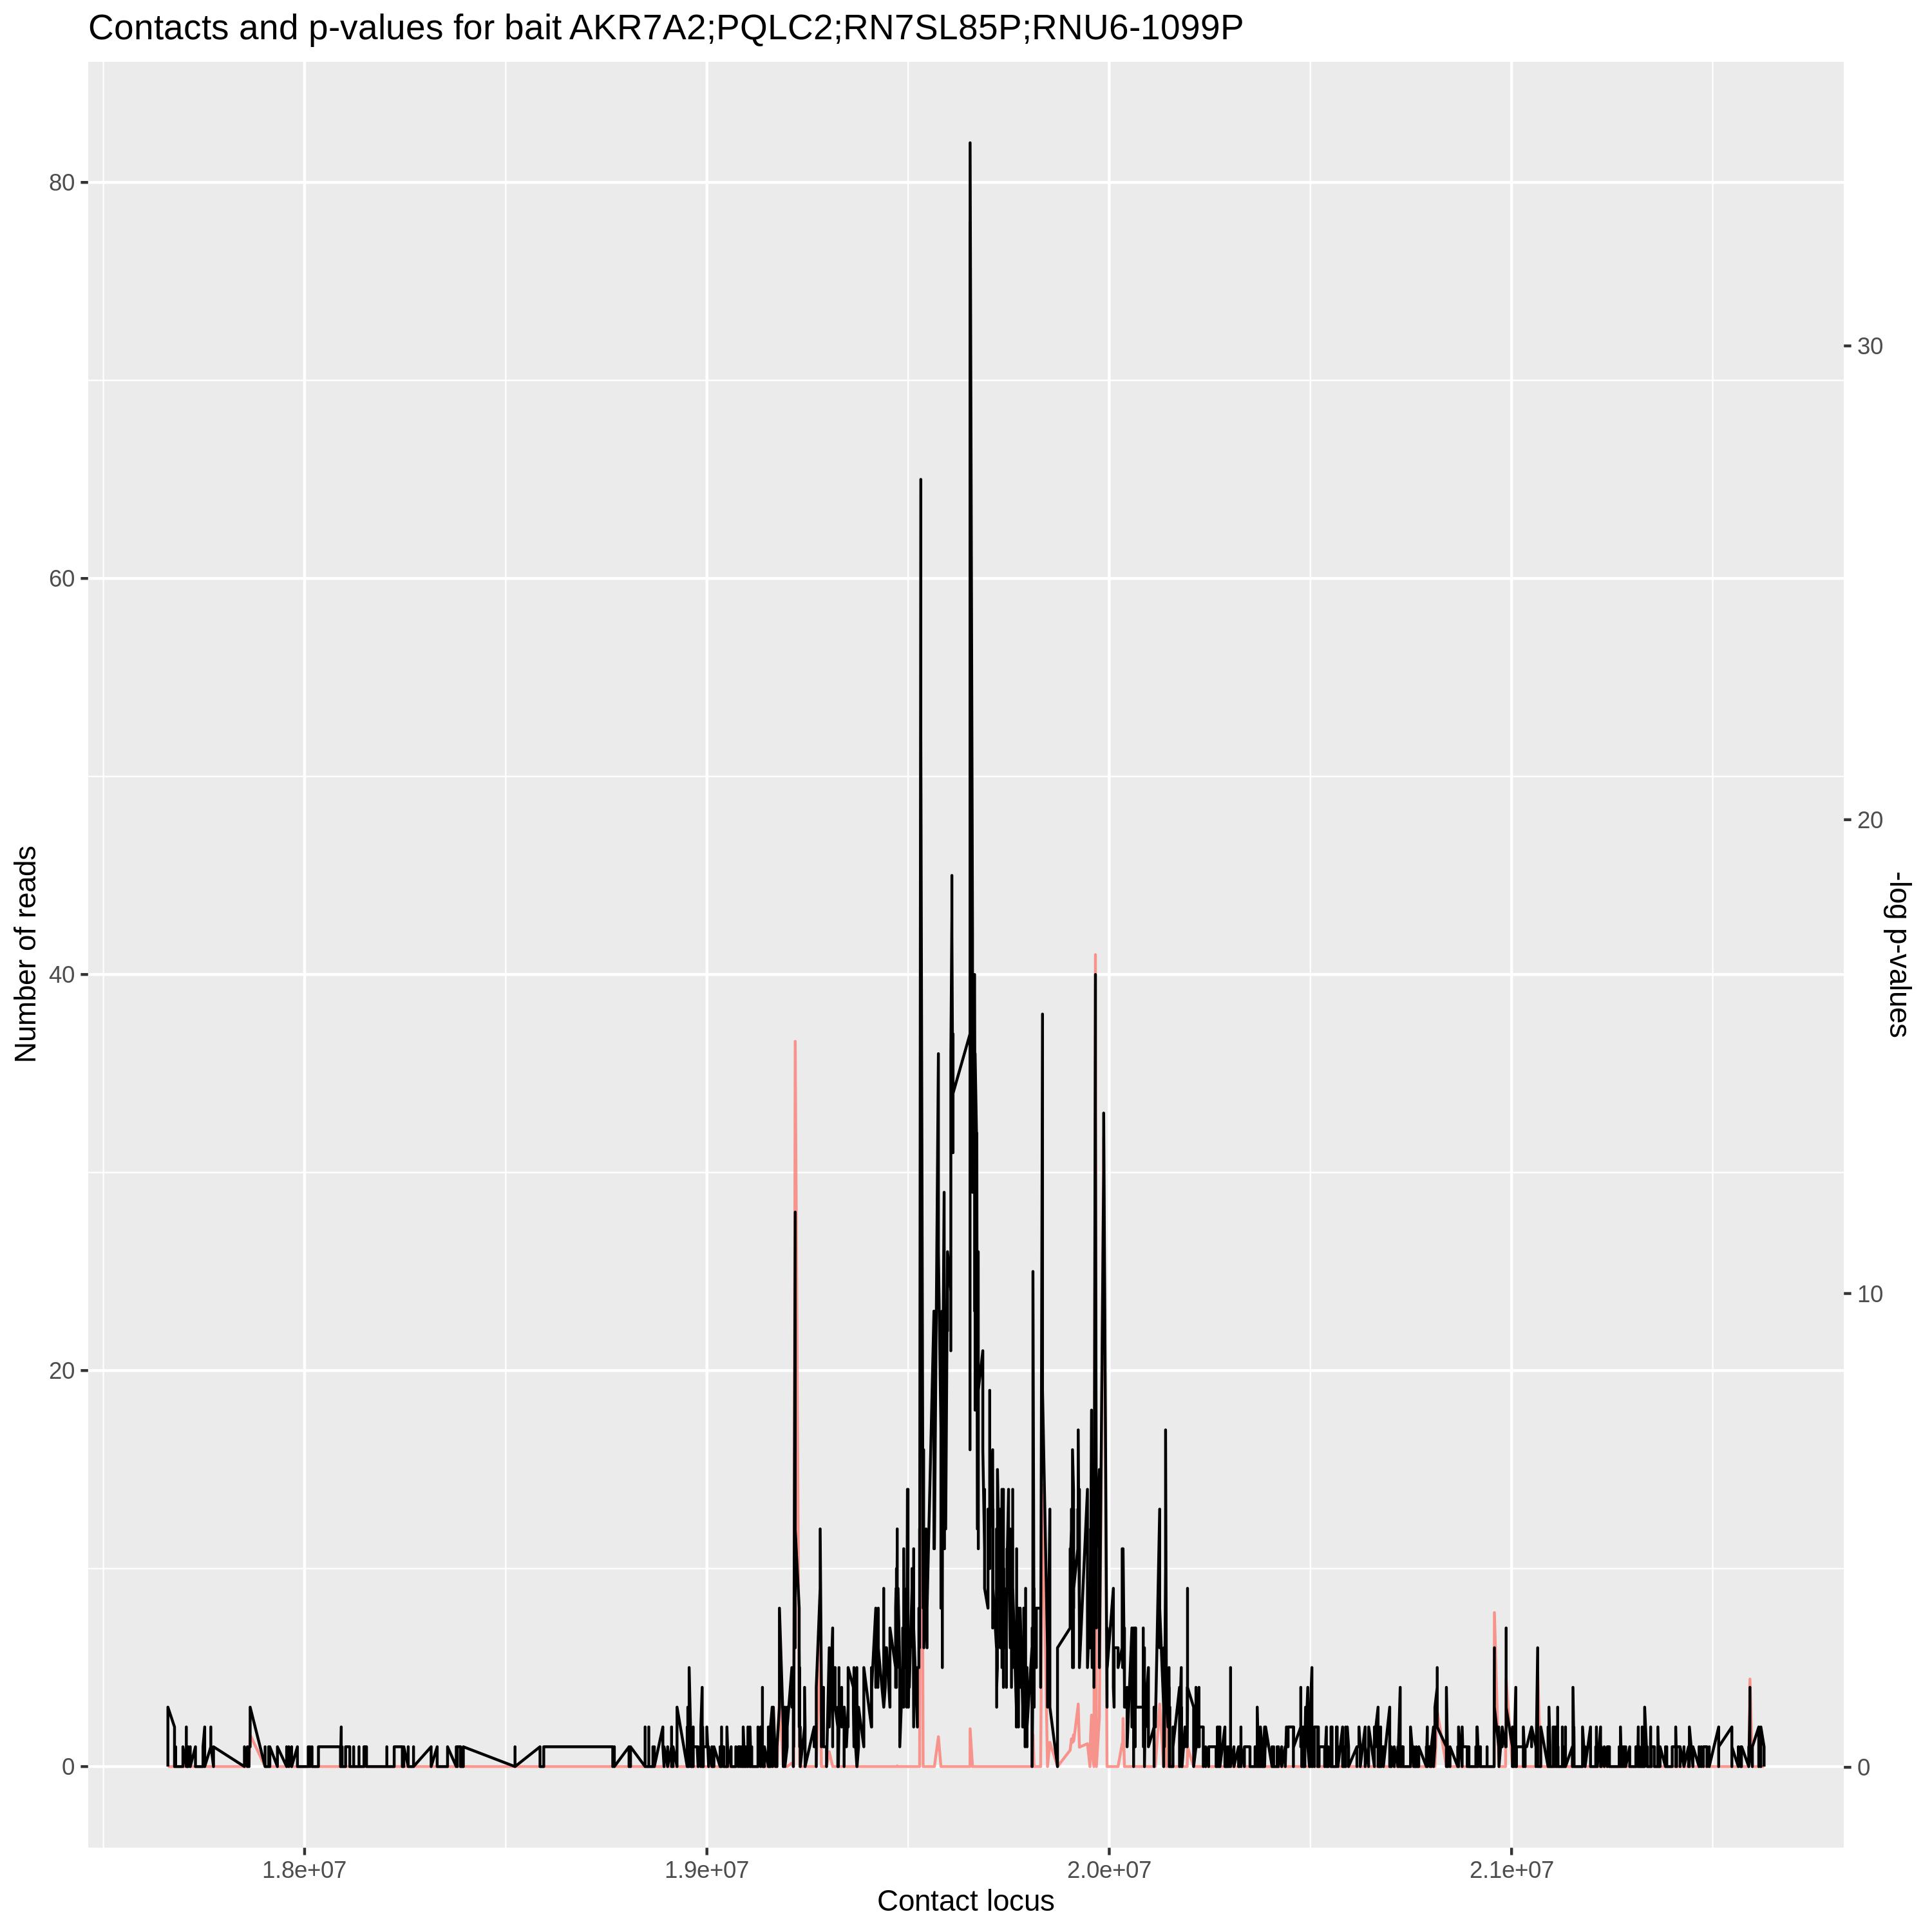 Contacts and p-values for bait AKR7A2;PQLC2;RN7SL85P;RNU6-1099P
80
60
40
20
0
Number of reads
30
20
10
0
-log p-values
1.8e+07
1.9e+07
2.0e+07
2.1e+07
Contact locus